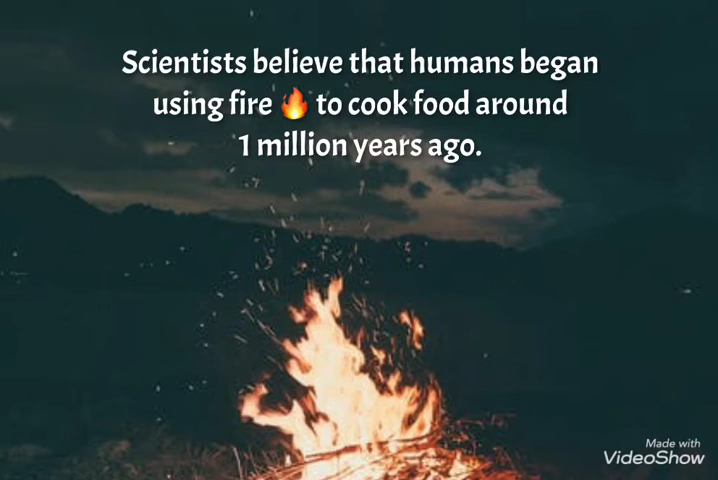 Scientists believe that humans began
using fire 🔥 to cook food around
1 million years ago.
Made with
VideoShow